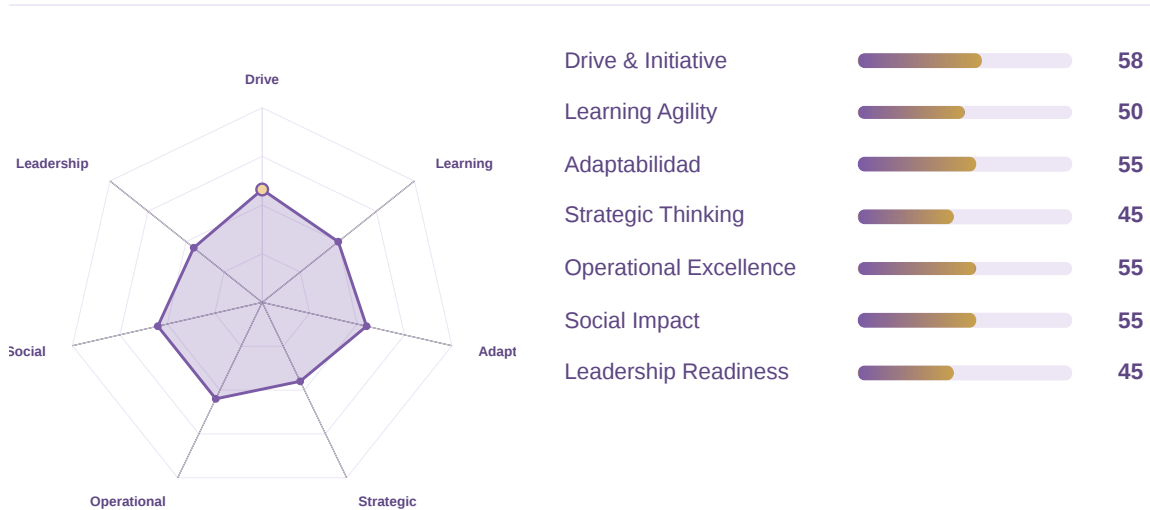 Drive
Leadership
Learning
Social
Adapt
Operational
Strategic
Drive & Initiative 58
Learning Agility 50
Adaptabilidad 55
Strategic Thinking 45
Operational Excellence 55
Social Impact 55
Leadership Readiness 45